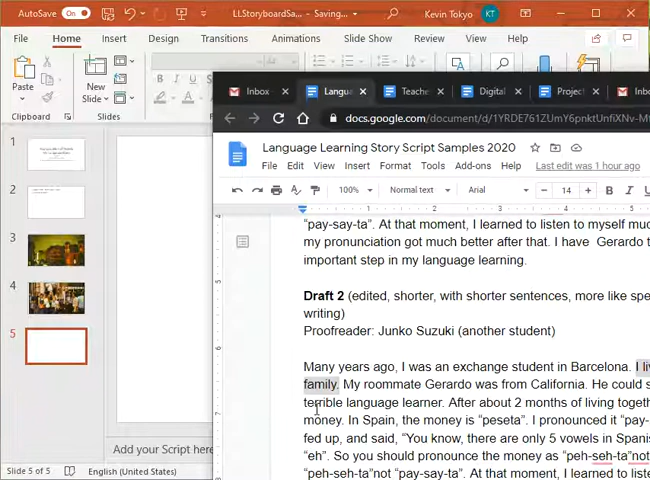 AutoSave LLStoryboardSa... - Saving... Kevin Tokyo KT
File Home Insert Design Transitions Animations Slide Show Review View Help
Paste
New
Slide
Clipboard Slides
B I U S
Inbox Langua Teache Digital Project Inbo
docs.google.com/document/d/1YRDE761ZUmY6pnktUnfiXNv-M
Language Learning Story Script Samples 2020
File Edit View Insert Format Tools Add-ons Help Last edit was 1 hour ago
100% Normal text Arial 14 B I U
1 2 3 4 5
"pay-say-ta". At that moment, I learned to listen to myself muc
my pronunciation got much better after that. I have Gerardo t
important step in my language learning.
Draft 2 (edited, shorter, with shorter sentences, more like spe
writing)
Proofreader: Junko Suzuki (another student)
Many years ago, I was an exchange student in Barcelona. I liv
family. My roommate Gerardo was from California. He could s
terrible language learner. After about 2 months of living togeth
money. In Spain, the money is "peseta". I pronounced it "pay-
fed up, and said, "You know, there are only 5 vowels in Spanis
"eh". So you should pronounce the money as "peh-seh-ta"not
"peh-seh-ta"not "pay-say-ta". At that moment, I learned to liste
1
2
3
4
5
Add your Script here
Slide 5 of 5 English (United States)